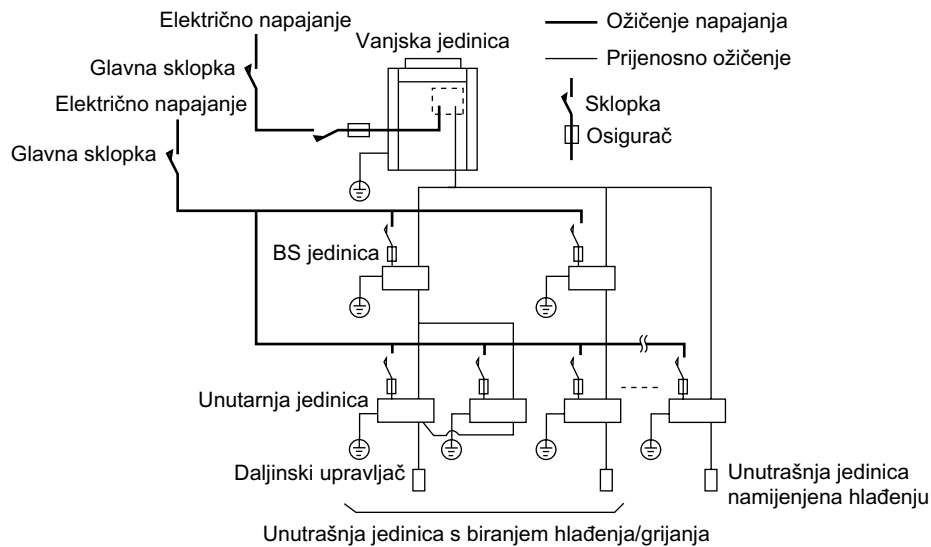 Električno napajanje
Vanjska jedinica
Glavna sklopka
Električno napajanje
Glavna sklopka
Ožičenje napajanja
Prijenosno ožičenje
Sklopka
Osigurač
BS jedinica
Unutarnja jedinica
Daljinski upravljač
Unutrašnja jedinica
namijenjena hlađenju
Unutrašnja jedinica s biranjem hlađenja/grijanja